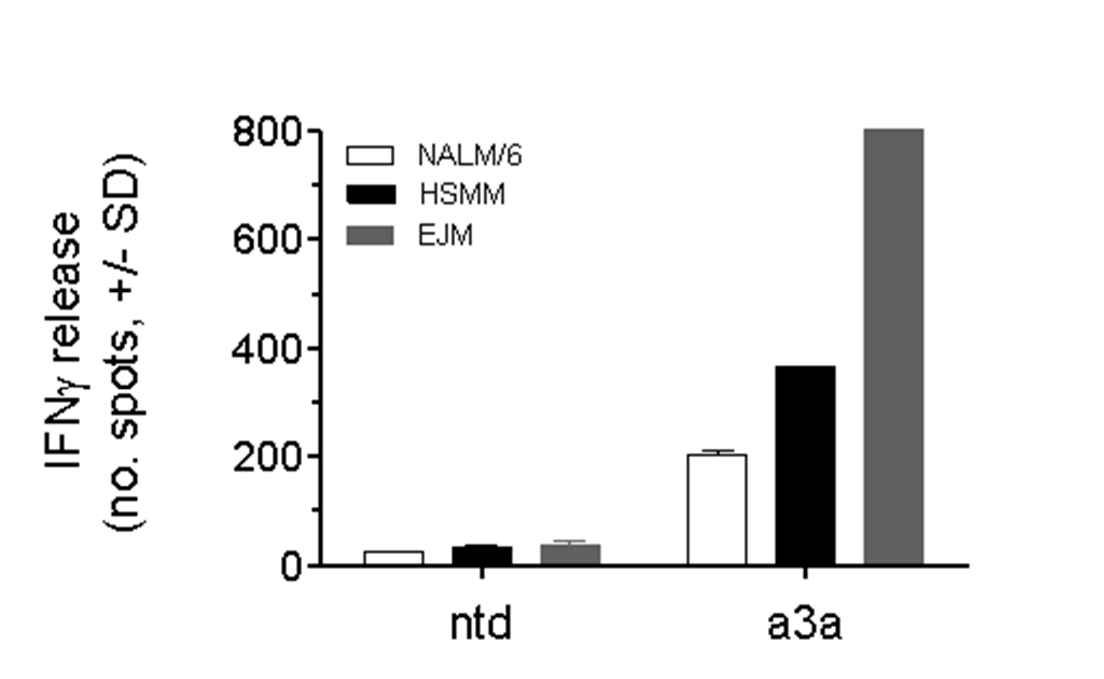 IFNγ release
(no. spots, +/- SD)
800
600
400
200
0
NALM/6
HSMM
EJM
ntd
a3a